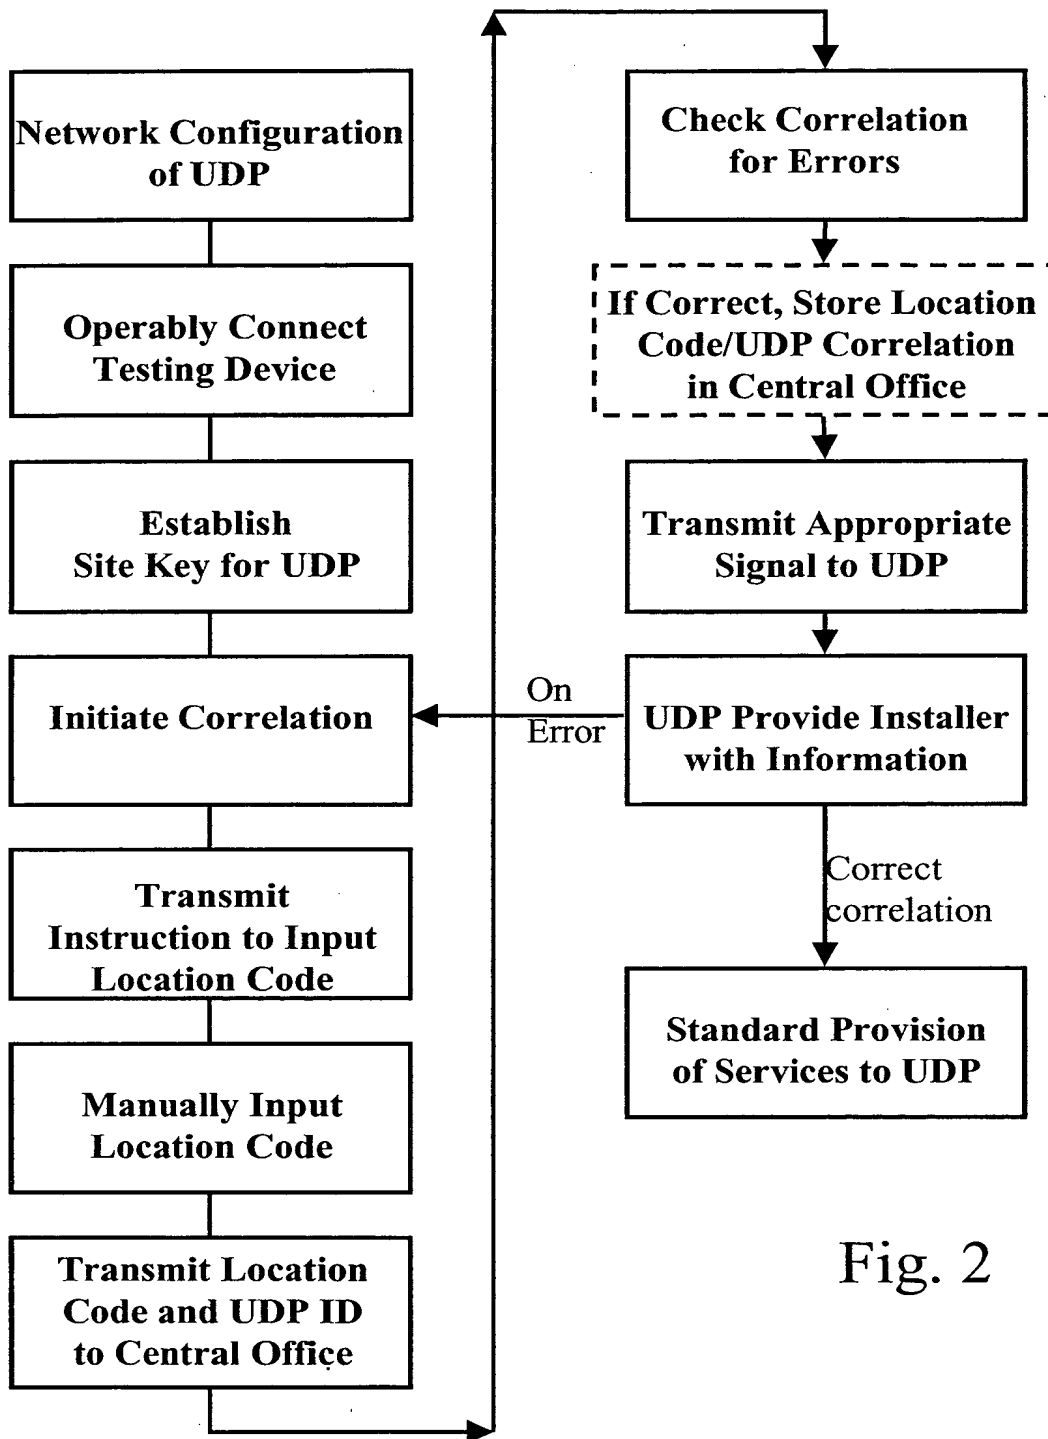 Network Configuration
of UDP
Operably Connect
Testing Device
Establish
Site Key for UDP
Initiate Correlation
Transmit
Instruction to Input
Location Code
Manually Input
Location Code
Transmit Location
Code and UDP ID
to Central Office
Check Correlation
for Errors
If Correct, Store Location
Code/UDP Correlation
in Central Office
Transmit Appropriate
Signal to UDP
UDP Provide Installer
with Information
On
Error
Correct
correlation
Standard Provision
of Services to UDP
Fig. 2